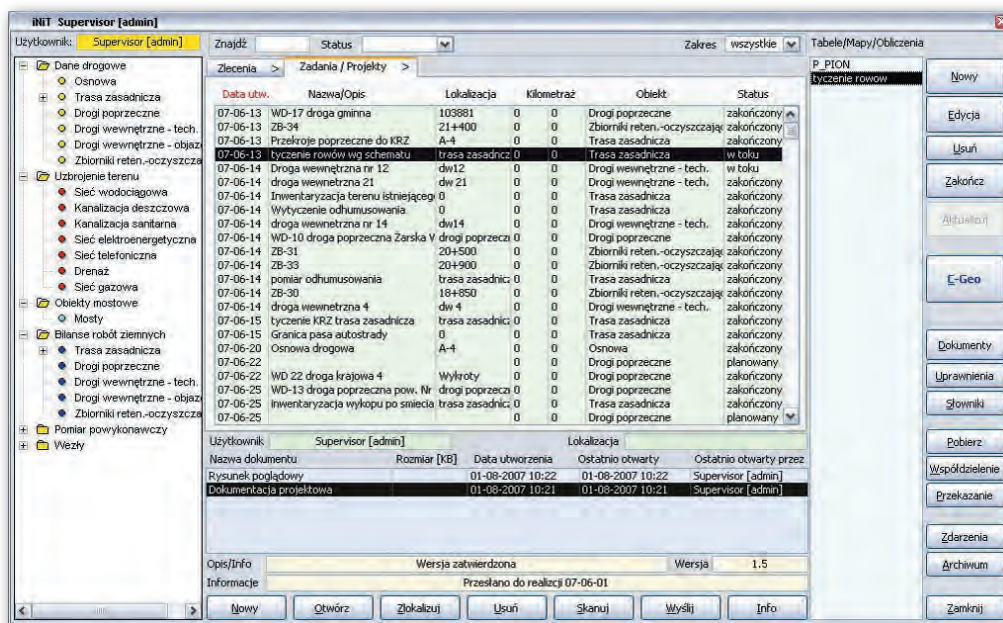 iNiT Supervisor [admin]
Użytkownik: Supervisor [admin]
Znajdź Status Zakres wszystkie
Tabele/Mapy/Obliczenia
Dane drogowe
Osnowa
Trasa zasadnicza
Drogi poprzeczne
Drogi wewnętrzne - tech.
Drogi wewnętrzne - objaz
Zbiorniki reten.-oczyszcza
Uzbrojenie terenu
Sieć wodociągowa
Kanalizacja deszczowa
Kanalizacja sanitarna
Sieć elektroenergetyczna
Sieć telefoniczna
Drenaż
Sieć gazowa
Obiekty mostowe
Mosty
Bilanse robót ziemnych
Trasa zasadnicza
Drogi poprzeczne
Drogi wewnętrzne - tech.
Drogi wewnętrzne - objaz
Zbiorniki reten.-oczyszcza
Pomiar powykonawczy
Wezły
Zlecenia > Zadania / Projekty >
Data utw. Nazwa/Opis Lokalizacja Kilometraż Obiekt Status
07-06-13 WD-17 droga gminna 103881 0 0 Drogi poprzeczne zakończony
07-06-13 ZB-34 21+400 0 0 Zbiorniki reten.-oczyszczając zakończony
07-06-13 Przekroje poprzeczne do KRZ A-4 0 0 Trasa zasadnicza zakończony
07-06-13 tyczenie rowów wg schematu trasa zasadnicz 0 0 Trasa zasadnicza w toku
07-06-14 Droga wewnętrzna nr 12 dw12 0 0 Drogi wewnętrzne - tech. w toku
07-06-14 droga wewnetrzna 21 dw 21 0 0 Drogi wewnętrzne - tech. zakończony
07-06-14 Inwentaryzacja terenu istniejąceg 0 0 0 Trasa zasadnicza zakończony
07-06-14 Wytyczenie odhumusowania 0 0 0 Trasa zasadnicza zakończony
07-06-14 droga wewnetrzna nr 14 dw14 0 0 Drogi wewnętrzne - tech. zakończony
07-06-14 WD-10 droga poprzeczna Żarska W drogi poprzecz 0 0 Drogi poprzeczne zakończony
07-06-14 ZB-31 20+500 0 0 Zbiorniki reten.-oczyszczając zakończony
07-06-14 ZB-33 20+900 0 0 Zbiorniki reten.-oczyszczając zakończony
07-06-14 pomiar odhumusowania trasa zasadnicz 0 0 Trasa zasadnicza zakończony
07-06-14 ZB-30 18+850 0 0 Zbiorniki reten.-oczyszczając zakończony
07-06-14 droga wewnetrzna 4 dw 4 0 0 Drogi wewnętrzne - tech. zakończony
07-06-15 tyczenie KRZ trasa zasadnicza trasa zasadnicz 0 0 Trasa zasadnicza zakończony
07-06-15 Granica pasa autostrady 0 0 0 Trasa zasadnicza zakończony
07-06-20 Osnowa drogowa A-4 0 0 Osnowa zakończony
07-06-22 0 0 Drogi poprzeczne planowany
07-06-22 WD 22 droga krajowa 4 Wykroty 0 0 Drogi poprzeczne zakończony
07-06-25 WD-13 droga poprzeczna pow. Nr drogi poprzecz 0 0 Drogi poprzeczne zakończony
07-06-25 Inwentaryzacja wykopu po smiecia trasa zasadnicz 0 0 Trasa zasadnicza zakończony
07-06-25 0 0 Drogi poprzeczne planowany
Użytkownik Supervisor [admin] Lokalizacja
Nazwa dokumentu Rozmiar [KB] Data utworzenia Ostatnio otwarty Ostatnio otwarty przez
Rysunek poglądowy 01-08-2007 10:22 01-08-2007 10:22 Supervisor [admin]
Dokumentacja projektowa 01-08-2007 10:21 01-08-2007 10:21 Supervisor [admin]
Opis/Info Wersja zatwierdzona Wersja 1.5
Informacje Przesłano do realizcji 07-06-01
Nowy Otwórz Zlokalizuj Usuń Skanuj Wyślij Info
P_PION
tyczenie rowow
Nowy
Edycja
Usuń
Zakończ
Aktualizuj
C-Geo
Dokumenty
Uprawnienia
Słowniki
Pobierz
Współdzielenie
Przekazanie
Zdarzenia
Archiwum
Zamknij